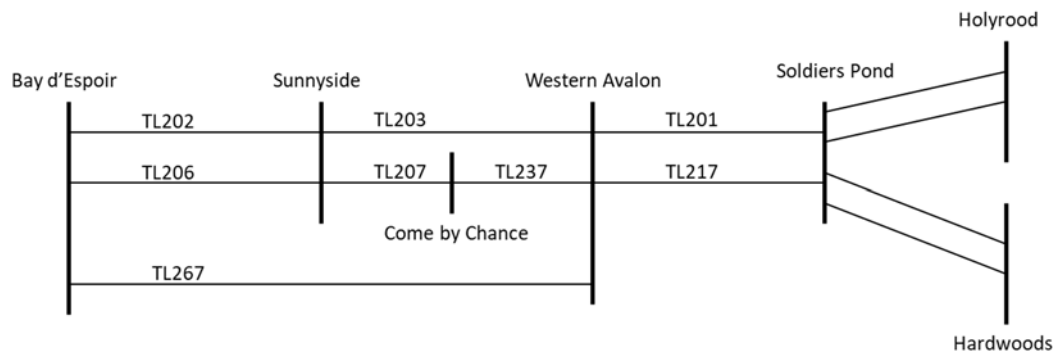 Holyrood
Bay d’Espoir
Sunnyside
Western Avalon
Soldiers Pond
TL202
TL203
TL201
TL206
TL207
TL237
TL217
Come by Chance
TL267
Hardwoods